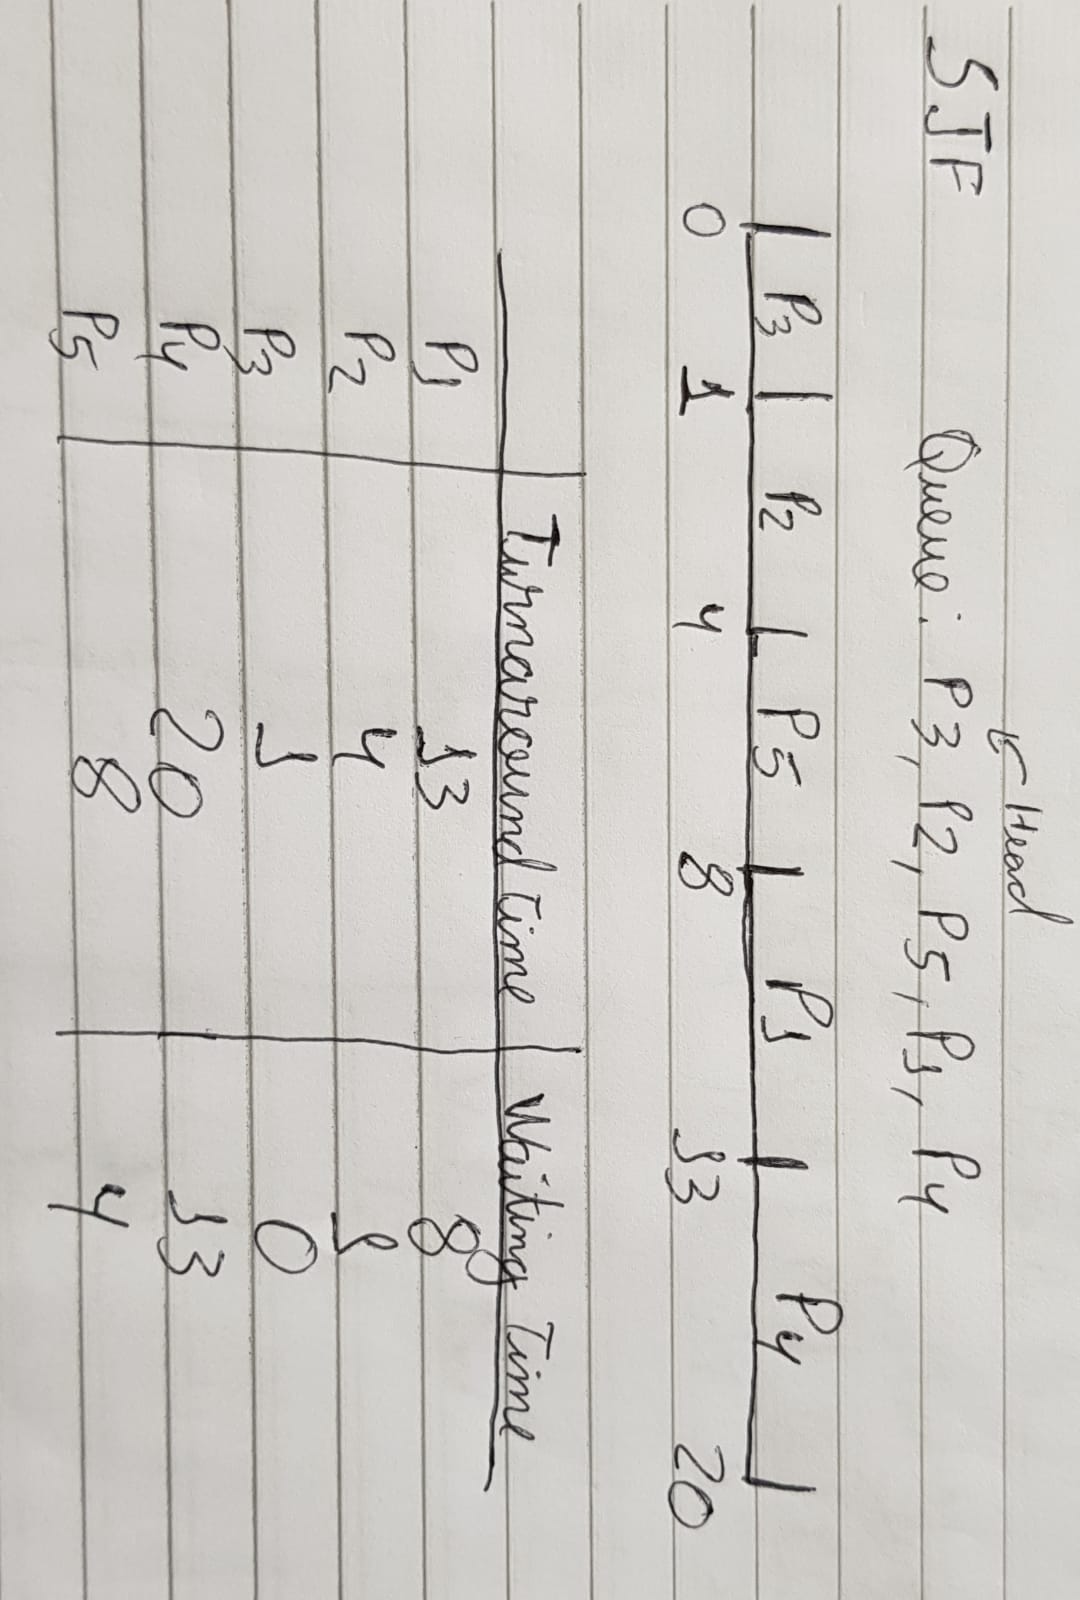 SJF Queue: P3, P2, P5, P1, P4
← Head
P3 P2 P5 P1 P4
0 1 4 8 13 20
Turnaround time Waiting Time
P1 13 8
P2 4 1
P3 1 0
P4 20 13
P5 8 4